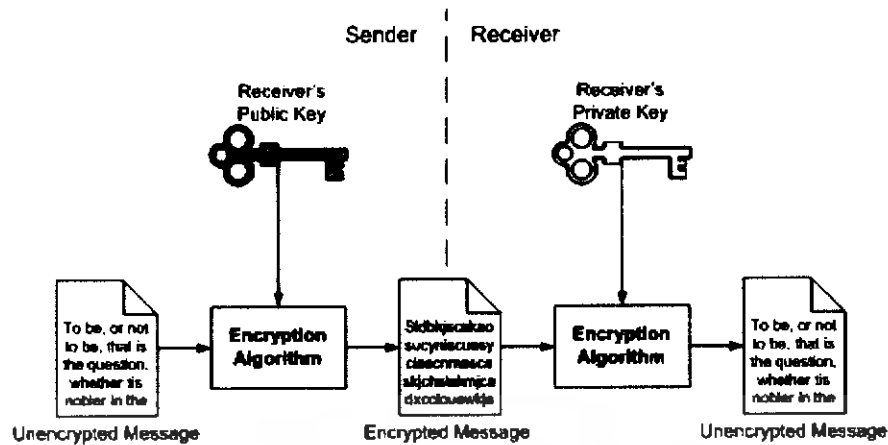 Sender
Receiver
Receiver's
Public Key
Receiver's
Private Key
To be, or not
to be, that is
the question,
whether tis
nobler in the
Encryption
Algorithm
sucyniscuesy
Encryption
Algorithm
To be, or not
to be, that is
the question,
whether tis
nobler in the
Unencrypted Message
Encrypted Message
Unencrypted Message